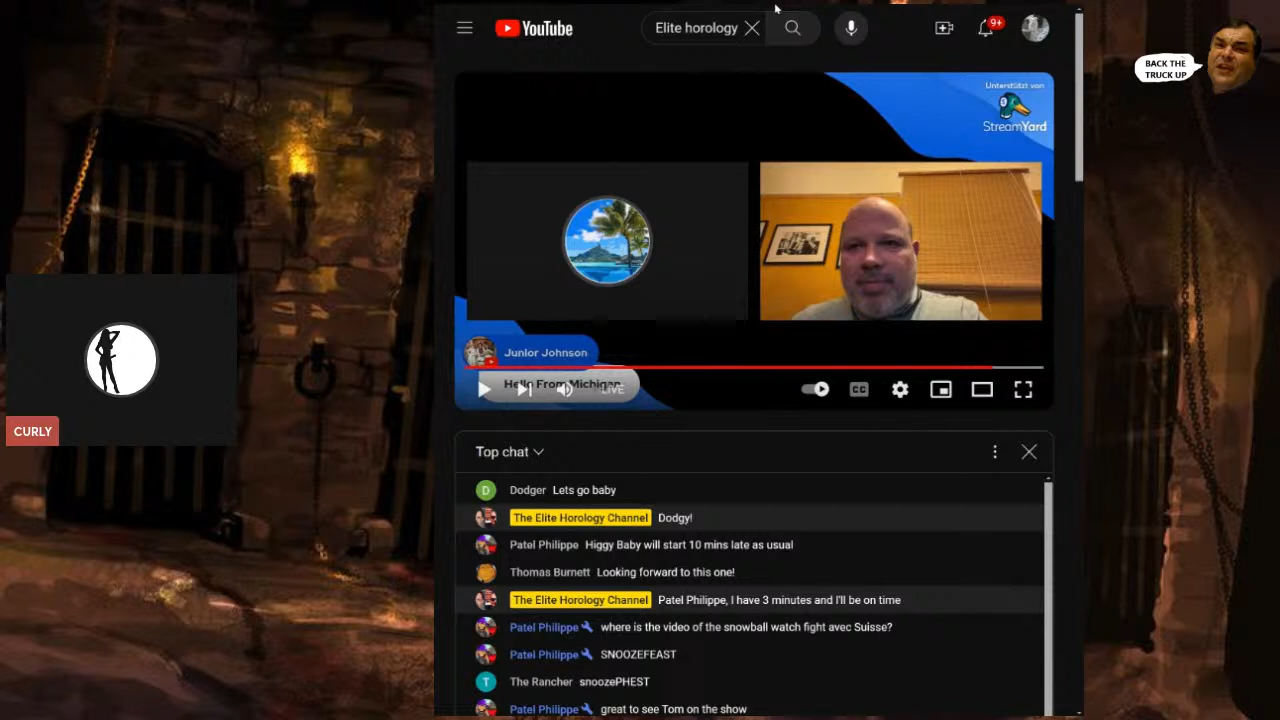 YouTube
Elite horology
9+
BACK THE
TRUCK UP
Unterstützt von
StreamYard
Junior Johnson
Hello From Michigan
LIVE
CC
CURLY
Top chat
D
Dodger Lets go baby
The Elite Horology Channel Dodgy!
Patel Philippe Higgy Baby will start 10 mins late as usual
Thomas Burnett Looking forward to this one!
The Elite Horology Channel Patel Philippe, I have 3 minutes and I'll be on time
Patel Philippe where is the video of the snowball watch fight avec Suisse?
Patel Philippe SNOOZEFEAST
T
The Rancher snoozePHEST
Patel Philippe great to see Tom on the show